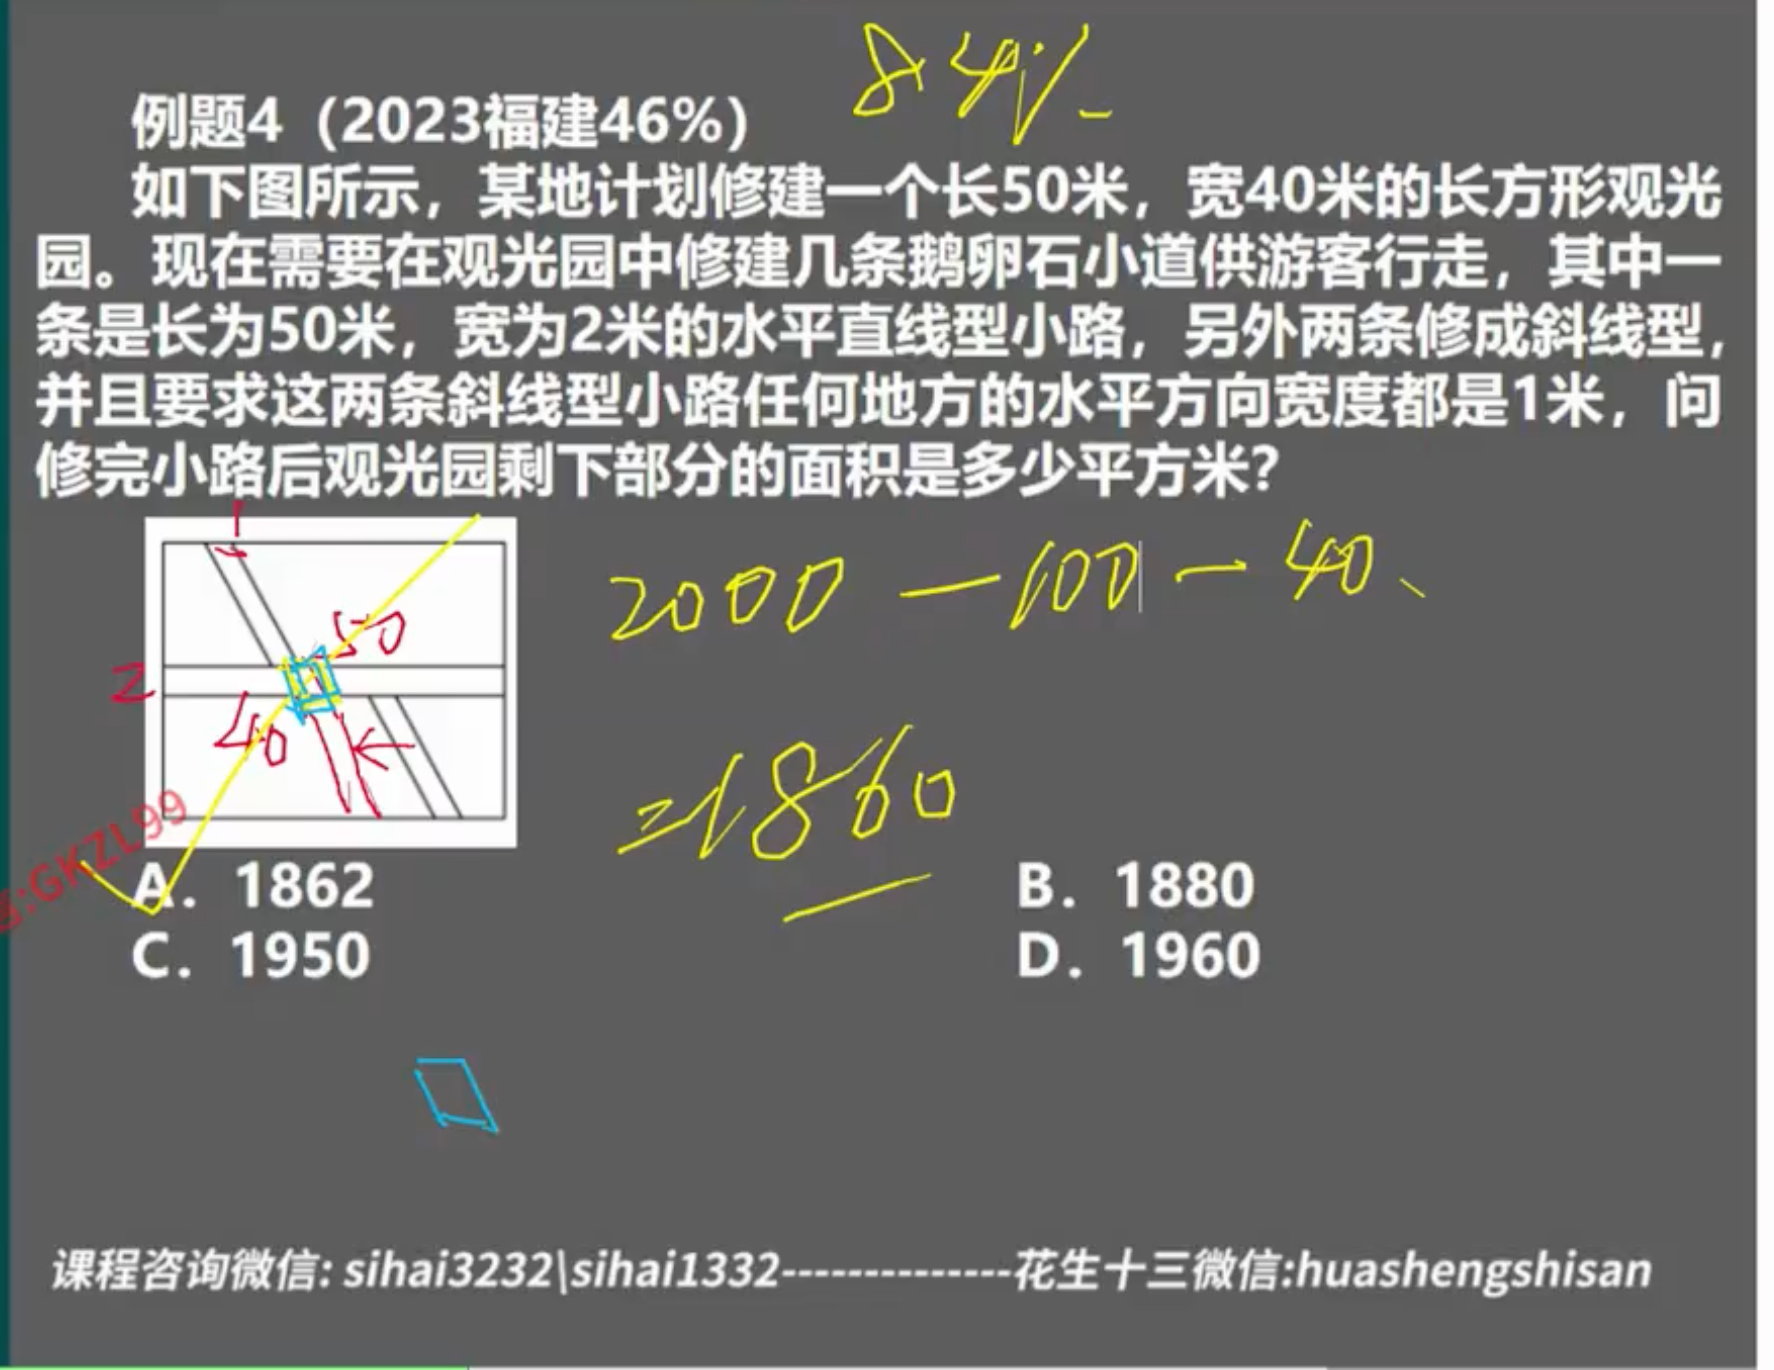 8.4%
例题4（2023福建46%）
如下图所示，某地计划修建一个长50米，宽40米的长方形观光
园。现在需要在观光园中修建几条鹅卵石小道供游客行走，其中一
条是长为50米，宽为2米的水平直线型小路，另外两条修成斜线型，
并且要求这两条斜线型小路任何地方的水平方向宽度都是1米，问
修完小路后观光园剩下部分的面积是多少平方米？
1
50
2
40
2000 — 100 — 40
=1860
:GKZL99
A. 1862
B. 1880
C. 1950
D. 1960
课程咨询微信: sihai3232\sihai1332--------------花生十三微信:huashengshisan